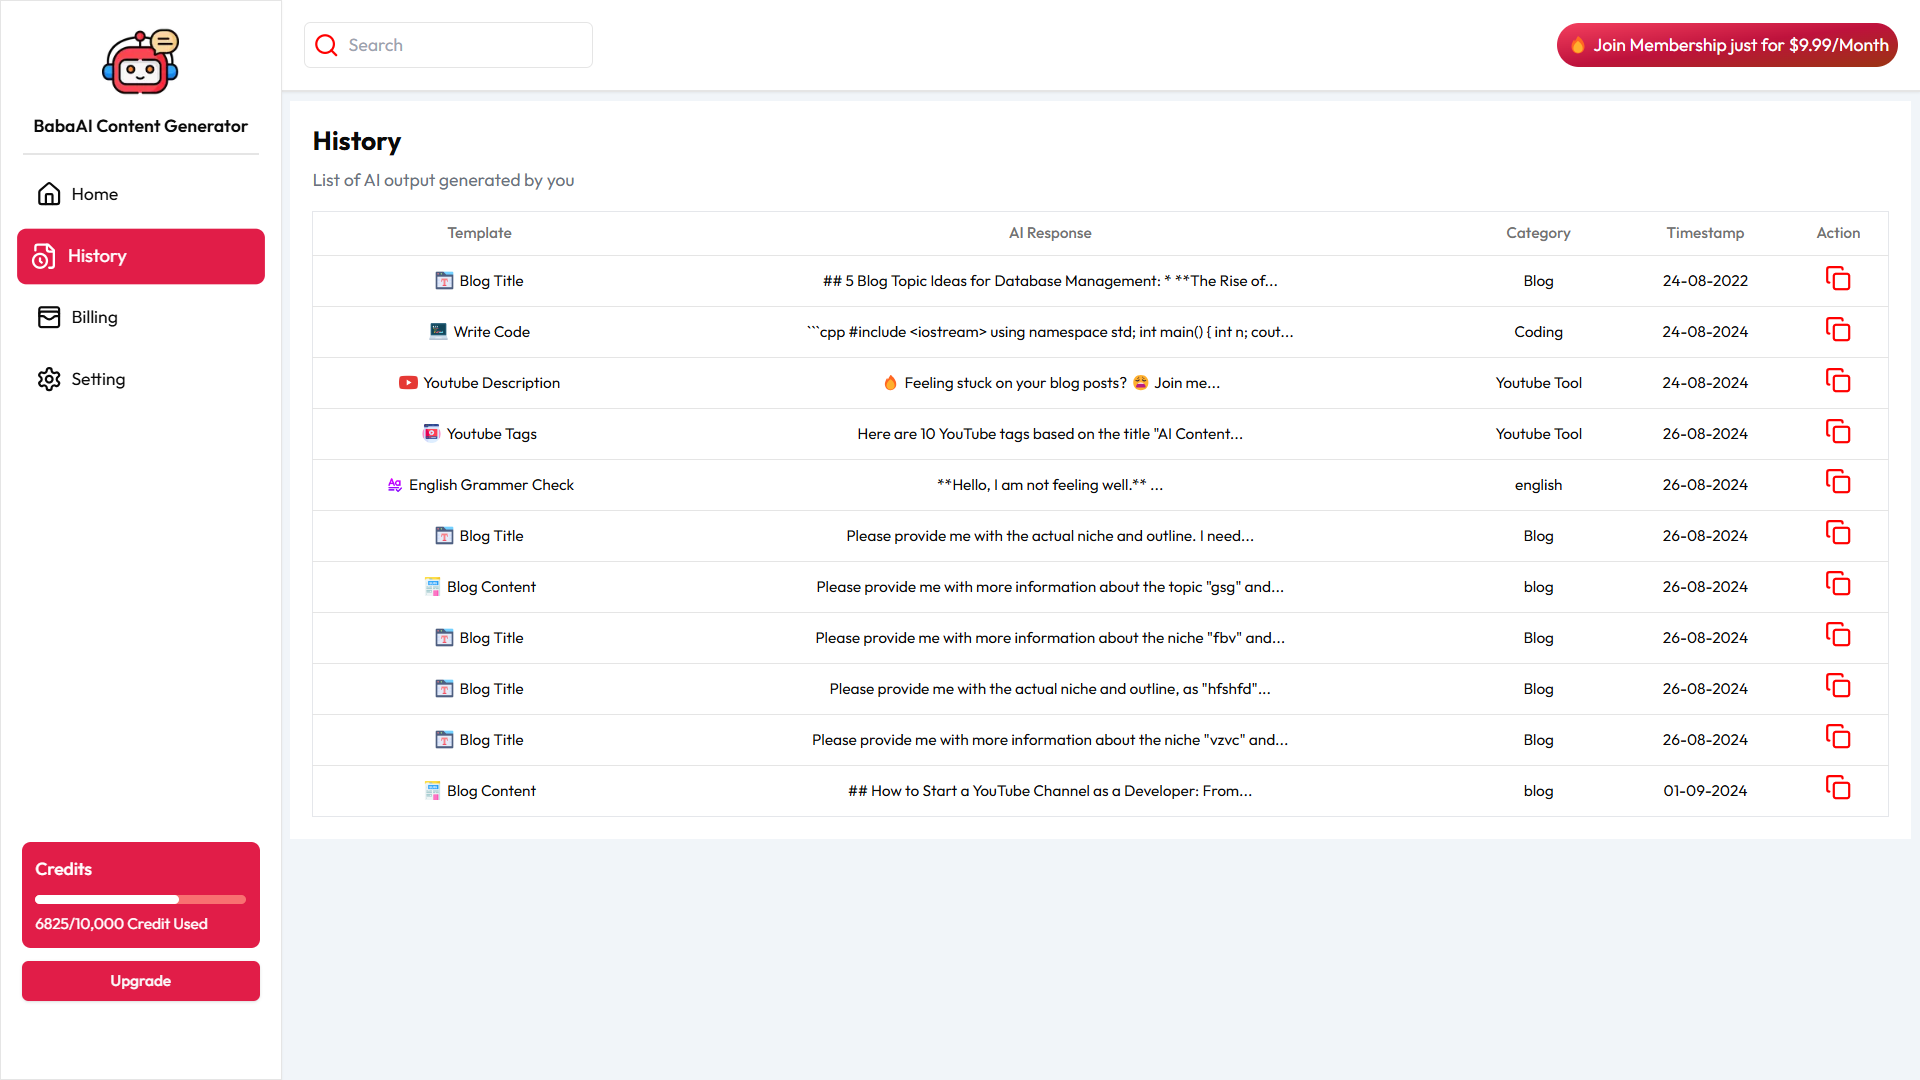 BabaAI Content Generator
Home
History
Billing
Setting
Credits
6825/10,000 Credit Used
Upgrade
Search
Join Membership just for $9.99/Month
History
List of AI output generated by you
Template AI Response Category Timestamp Action
Blog Title ## 5 Blog Topic Ideas for Database Management: * **The Rise of... Blog 24-08-2022
Write Code ```cpp #include <iostream> using namespace std; int main() { int n; cout... Coding 24-08-2024
Youtube Description 🔥 Feeling stuck on your blog posts? 😫 Join me... Youtube Tool 24-08-2024
Youtube Tags Here are 10 YouTube tags based on the title "AI Content... Youtube Tool 26-08-2024
English Grammer Check **Hello, I am not feeling well.** ... english 26-08-2024
Blog Title Please provide me with the actual niche and outline. I need... Blog 26-08-2024
Blog Content Please provide me with more information about the topic "gsg" and... blog 26-08-2024
Blog Title Please provide me with more information about the niche "fbv" and... Blog 26-08-2024
Blog Title Please provide me with the actual niche and outline, as "hfshfd"... Blog 26-08-2024
Blog Title Please provide me with more information about the niche "vzvc" and... Blog 26-08-2024
Blog Content ## How to Start a YouTube Channel as a Developer: From... blog 01-09-2024